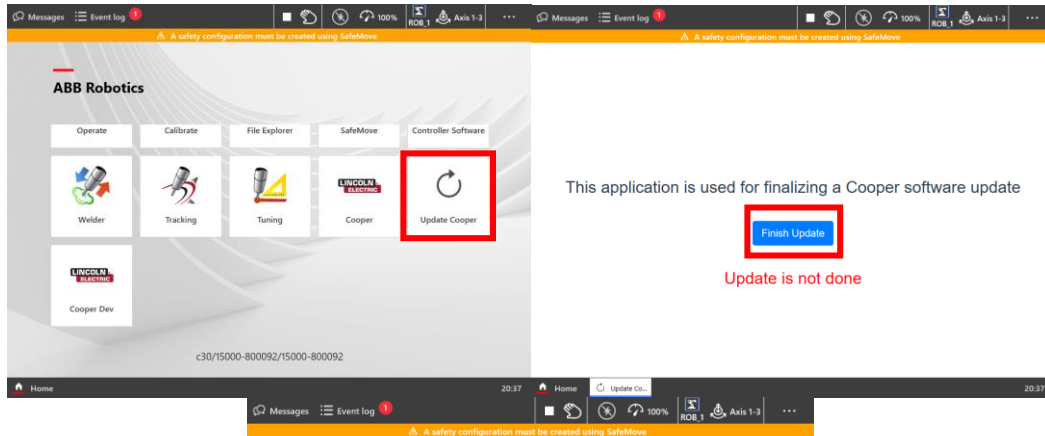 Messages Event log 1 100% ROB_1 Axis 1-3 ...
A safety configuration must be created using SafeMove
ABB Robotics
Operate Calibrate File Explorer SafeMove Controller Software
LINCOLN ELECTRIC
Welder Tracking Tuning Cooper Update Cooper
LINCOLN ELECTRIC
Cooper Dev
c30/15000-800092/15000-800092
Home 20:37
Messages Event log 1 100% ROB_1 Axis 1-3 ...
A safety configuration must be created using SafeMove
This application is used for finalizing a Cooper software update
Finish Update
Update is not done
Home Update Co... 20:37
Messages Event log 1 100% ROB_1 Axis 1-3 ...
A safety configuration must be created using SafeMove